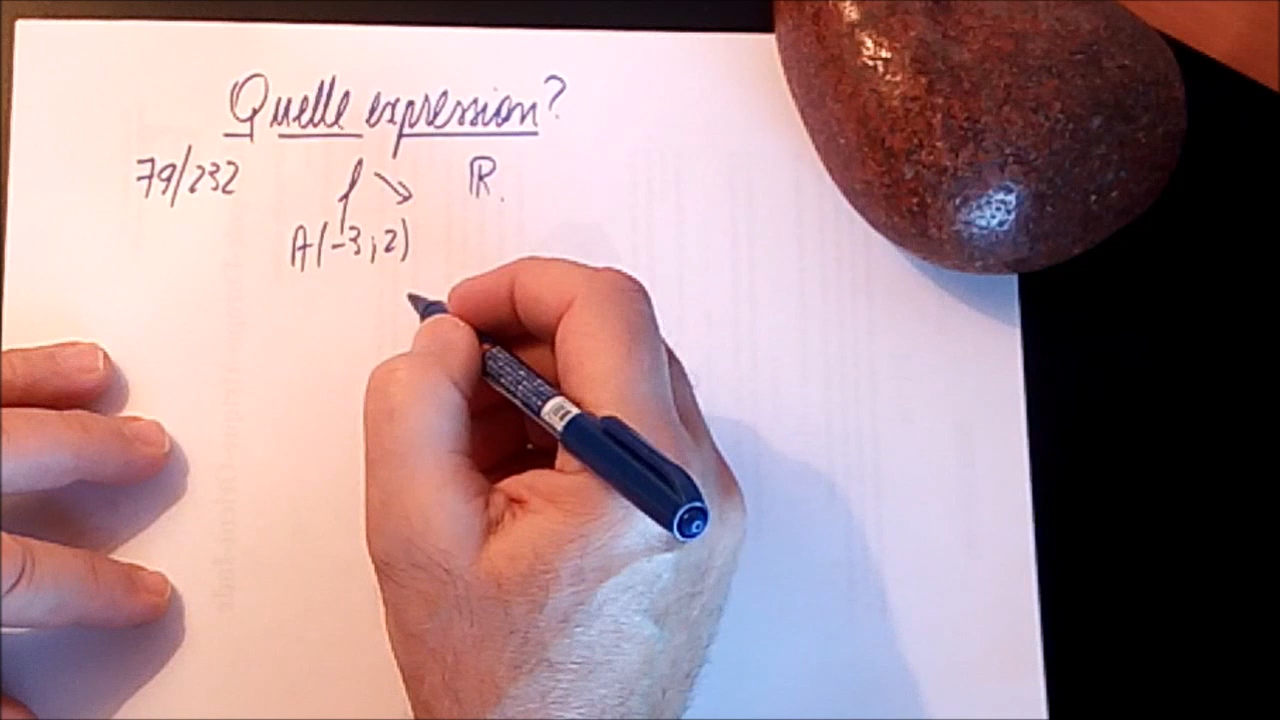 Quelle expression?
79/232 f ↘ ℝ.
A(-3;2)